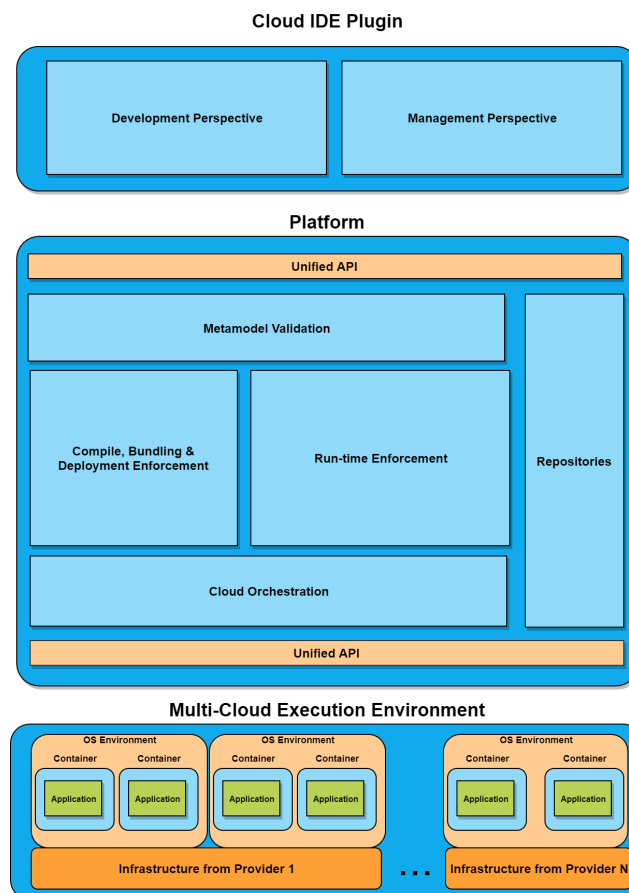 Cloud IDE Plugin
Development Perspective
Management Perspective
Platform
Unified API
Metamodel Validation
Compile, Bundling &
Deployment Enforcement
Run-time Enforcement
Repositories
Cloud Orchestration
Unified API
Multi-Cloud Execution Environment
OS Environment
OS Environment
OS Environment
Container
Container
Container
Container
Container
Container
Application
Application
Application
Application
Application
Application
Infrastructure from Provider 1
. . .
Infrastructure from Provider N